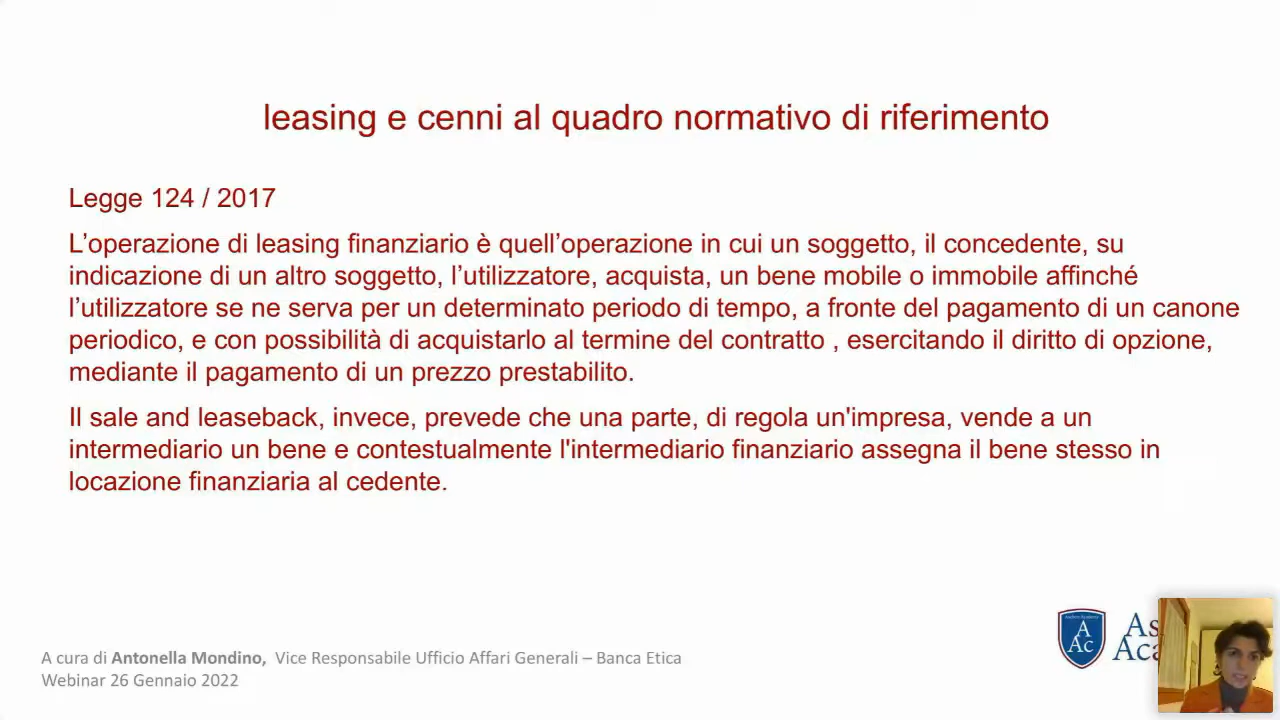 leasing e cenni al quadro normativo di riferimento
Legge 124 / 2017
L’operazione di leasing finanziario è quell’operazione in cui un soggetto, il concedente, su
indicazione di un altro soggetto, l’utilizzatore, acquista, un bene mobile o immobile affinché
l’utilizzatore se ne serva per un determinato periodo di tempo, a fronte del pagamento di un canone
periodico, e con possibilità di acquistarlo al termine del contratto , esercitando il diritto di opzione,
mediante il pagamento di un prezzo prestabilito.
Il sale and leaseback, invece, prevede che una parte, di regola un'impresa, vende a un
intermediario un bene e contestualmente l'intermediario finanziario assegna il bene stesso in
locazione finanziaria al cedente.
A cura di Antonella Mondino, Vice Responsabile Ufficio Affari Generali – Banca Etica
Webinar 26 Gennaio 2022
A
Ac